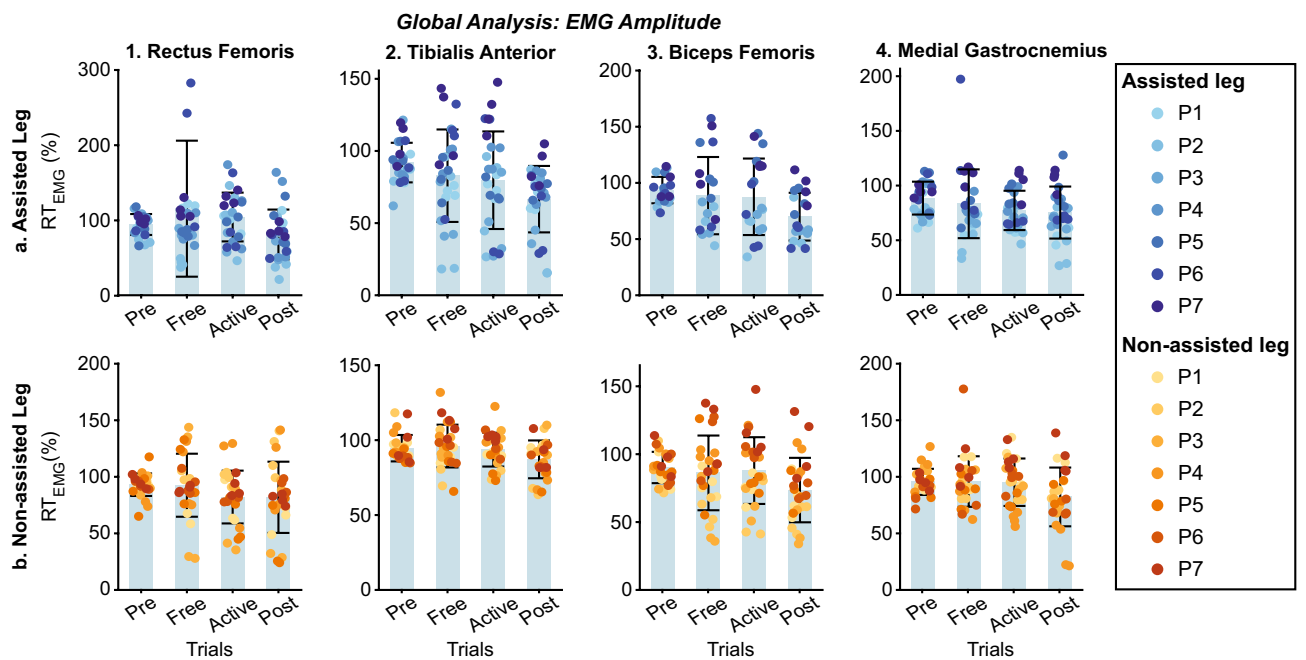 Global Analysis: EMG Amplitude
1. Rectus Femoris
2. Tibialis Anterior
3. Biceps Femoris
4. Medial Gastrocnemius
a. Assisted Leg
RT_EMG (%)
300
200
100
0
Pre Free Active Post
150
100
50
0
Pre Free Active Post
200
150
100
50
0
Pre Free Active Post
200
150
100
50
0
Pre Free Active Post
b. Non-assisted Leg
RT_EMG (%)
200
150
100
50
0
Pre Free Active Post
Trials
150
100
50
0
Pre Free Active Post
Trials
150
100
50
0
Pre Free Active Post
Trials
200
150
100
50
0
Pre Free Active Post
Trials
Assisted leg
P1
P2
P3
P4
P5
P6
P7
Non-assisted leg
P1
P2
P3
P4
P5
P6
P7